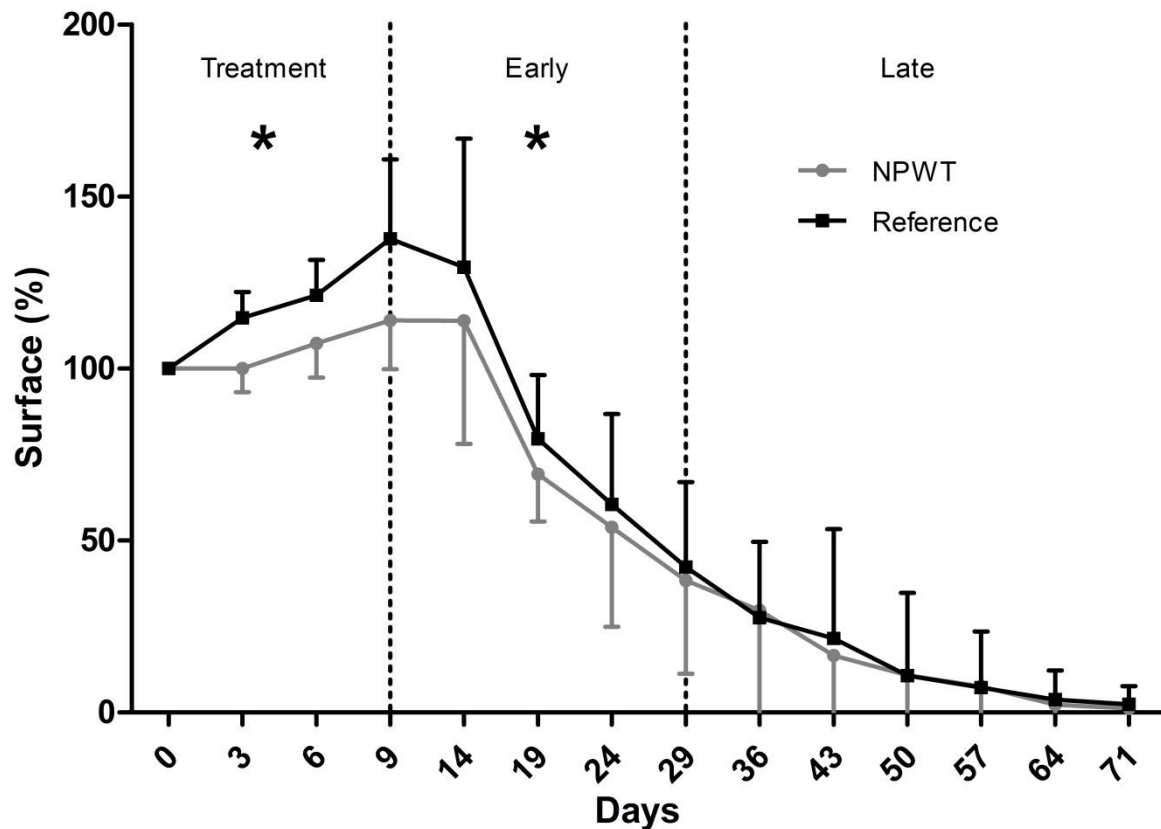 200
Treatment Early Late
* *
NPWT
150
Reference
Surface (%)
100
50
0
0 3 6 9 14 19 24 29 36 43 50 57 64 71
Days